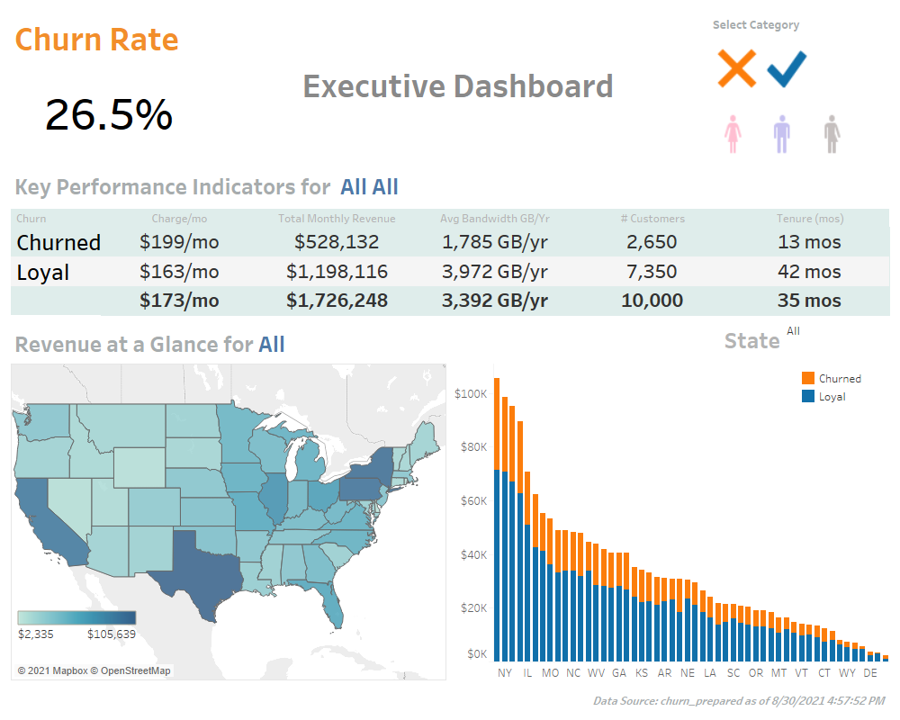 Select Category
Churn Rate
26.5%
Executive Dashboard
Key Performance Indicators for All All
Churn Charge/mo Total Monthly Revenue Avg Bandwidth GB/Yr # Customers Tenure (mos)
Churned $199/mo $528,132 1,785 GB/yr 2,650 13 mos
Loyal $163/mo $1,198,116 3,972 GB/yr 7,350 42 mos
$173/mo $1,726,248 3,392 GB/yr 10,000 35 mos
Revenue at a Glance for All
$2,335 $105,639
© 2021 Mapbox © OpenStreetMap
State All
Churned
Loyal
$100K
$80K
$60K
$40K
$20K
$0K
NY IL MO NC WV GA KS AR NE LA SC OR MT VT CT WY DE
Data Source: churn_prepared as of 8/30/2021 4:57:52 PM